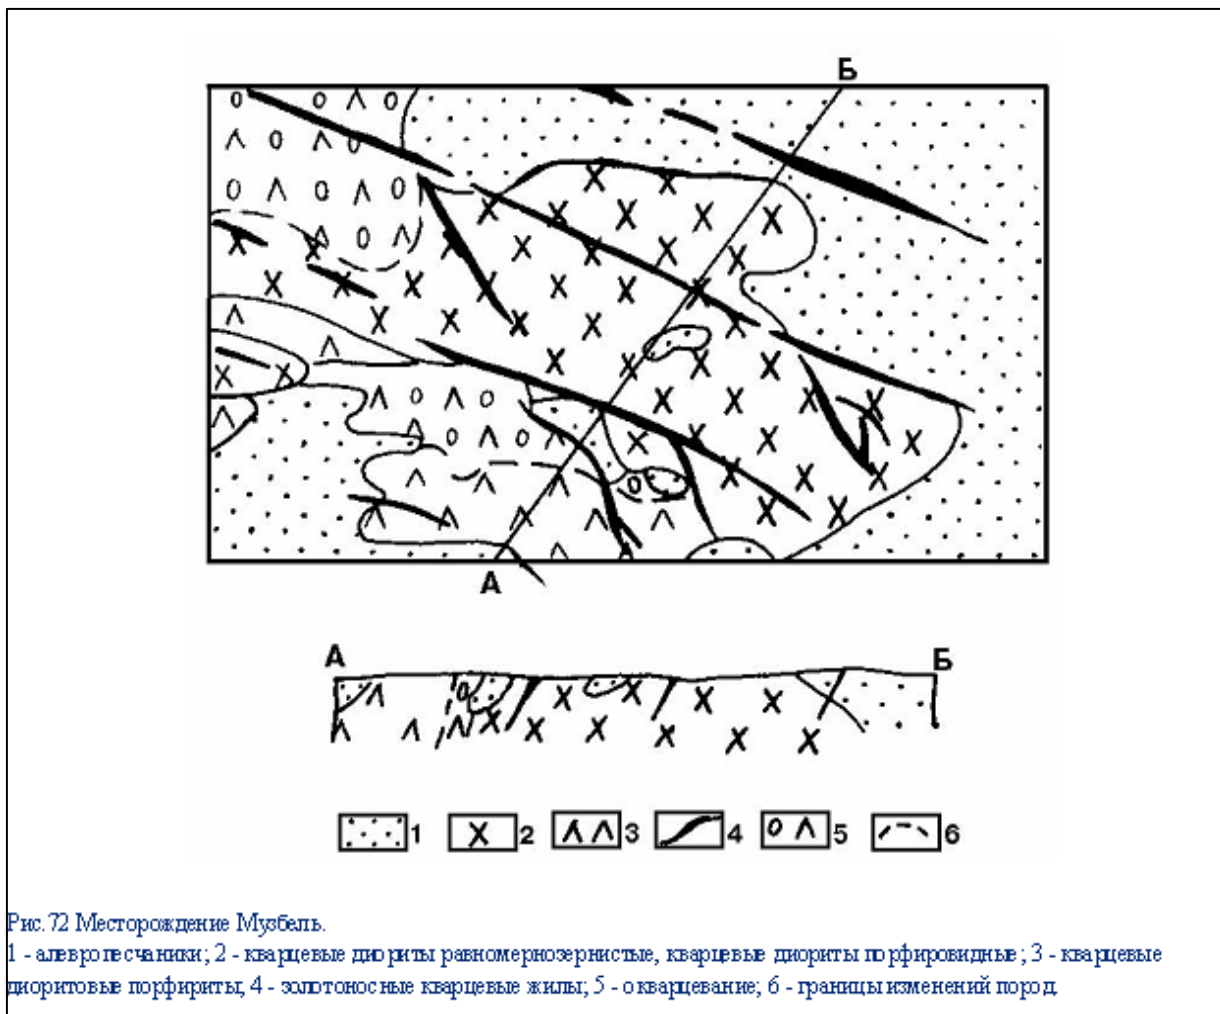 Б
А
А
Б
1 2 3 4 5 6
Рис.72 Месторождение Музбель.
1 - алевропесчаники; 2 - кварцевые диориты равномернозернистые, кварцевые диориты порфировидные; 3 - кварцевые
диоритовые порфириты; 4 - золотоносные кварцевые жилы; 5 - окварцевание; 6 - границы изменений пород.